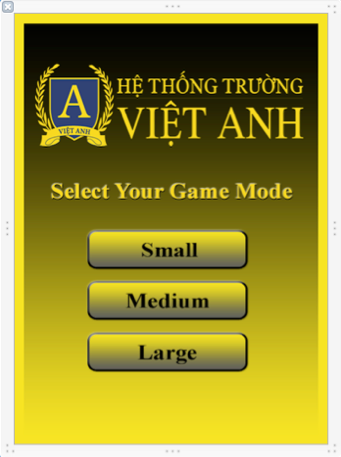 HỆ THỐNG TRƯỜNG
A
VIỆT ANH
VIỆT ANH
Select Your Game Mode
Small
Medium
Large